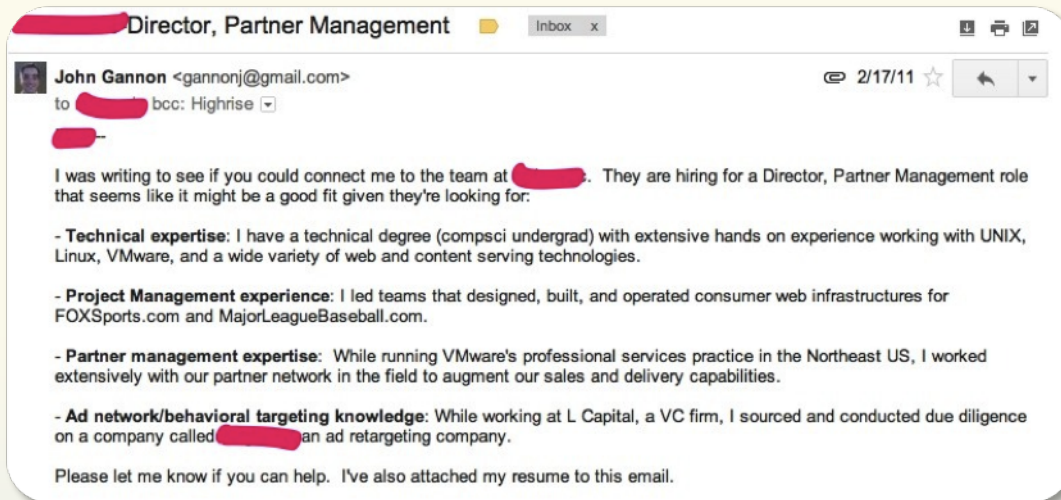 Director, Partner Management Inbox x
John Gannon <gannonj@gmail.com> 2/17/11
to bcc: Highrise
--
I was writing to see if you could connect me to the team at . They are hiring for a Director, Partner Management role
that seems like it might be a good fit given they're looking for:
- Technical expertise: I have a technical degree (compsci undergrad) with extensive hands on experience working with UNIX,
Linux, VMware, and a wide variety of web and content serving technologies.
- Project Management experience: I led teams that designed, built, and operated consumer web infrastructures for
FOXSports.com and MajorLeagueBaseball.com.
- Partner management expertise: While running VMware's professional services practice in the Northeast US, I worked
extensively with our partner network in the field to augment our sales and delivery capabilities.
- Ad network/behavioral targeting knowledge: While working at L Capital, a VC firm, I sourced and conducted due diligence
on a company called an ad retargeting company.
Please let me know if you can help. I've also attached my resume to this email.